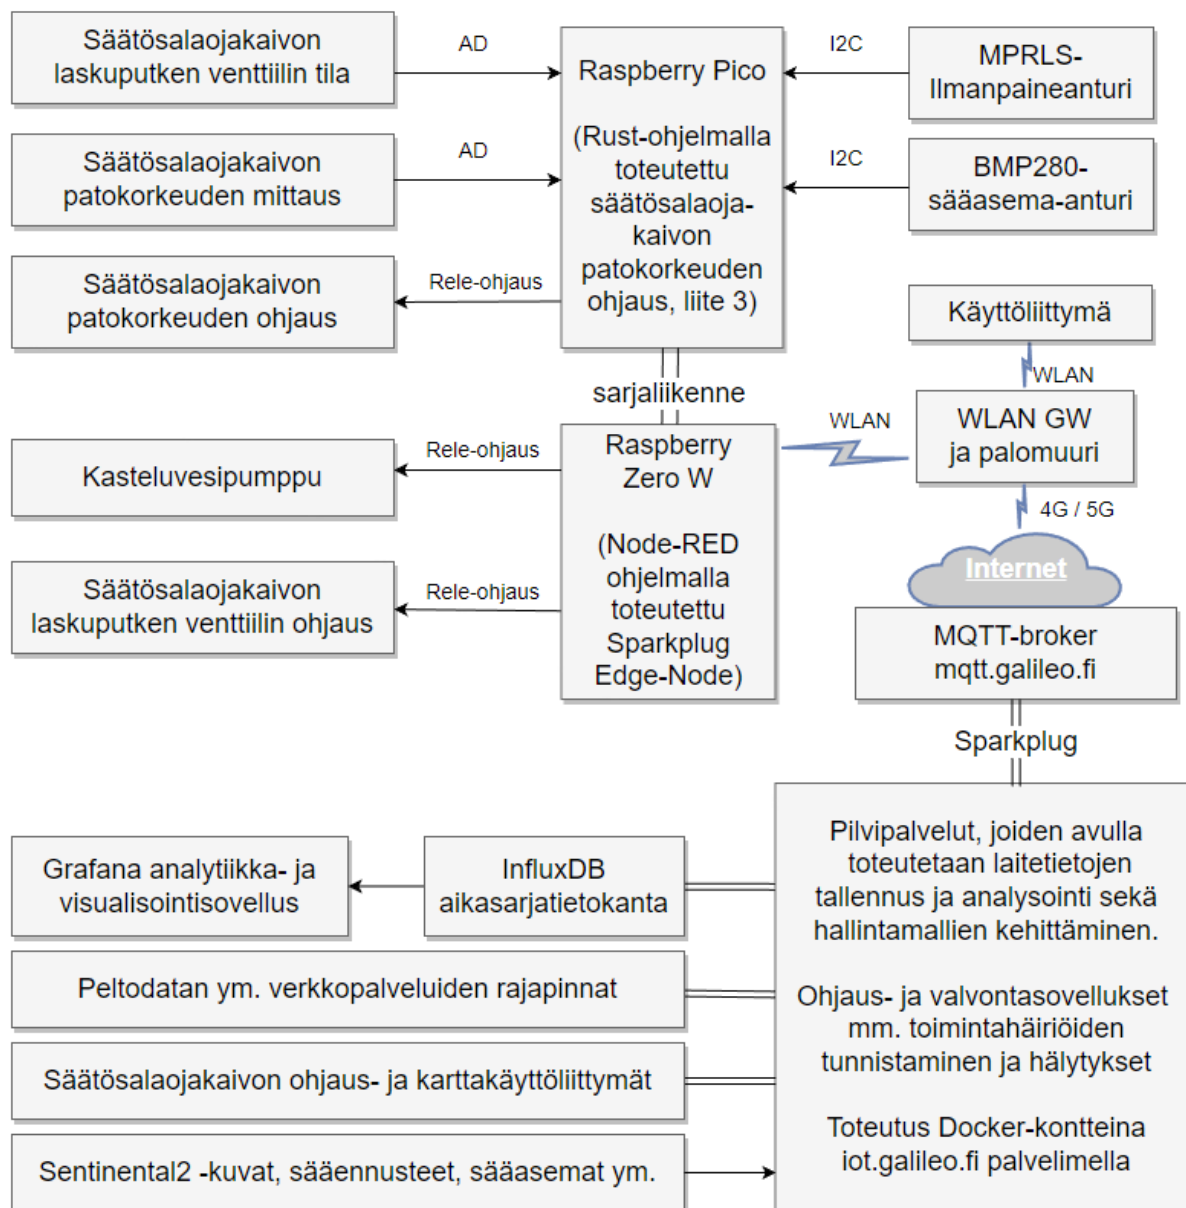 Säätösalaojakaivon
laskuputken venttiilin tila
AD
Raspberry Pico
(Rust-ohjelmalla
toteutettu
säätösalaoja-
kaivon
patokorkeuden
ohjaus, liite 3)
I2C
MPRLS-
Ilmanpaineanturi
Säätösalaojakaivon
patokorkeuden mittaus
AD
I2C
BMP280-
sääasema-anturi
Säätösalaojakaivon
patokorkeuden ohjaus
Rele-ohjaus
Käyttöliittymä
WLAN
sarjaliikenne
WLAN
WLAN GW
ja palomuuri
Kasteluvesipumppu
Rele-ohjaus
Raspberry
Zero W
(Node-RED
ohjelmalla
toteutettu
Sparkplug
Edge-Node)
4G / 5G
Internet
Säätösalaojakaivon
laskuputken venttiilin ohjaus
Rele-ohjaus
MQTT-broker
mqtt.galileo.fi
Sparkplug
Grafana analytiikka- ja
visualisointisovellus
InfluxDB
aikasarjatietokanta
Pilvipalvelut, joiden avulla
toteutetaan laitetietojen
tallennus ja analysointi sekä
hallintamallien kehittäminen.
Ohjaus- ja valvontasovellukset
mm. toimintahäiriöiden
tunnistaminen ja hälytykset
Toteutus Docker-kontteina
iot.galileo.fi palvelimella
Peltodatan ym. verkkopalveluiden rajapinnat
Säätösalaojakaivon ohjaus- ja karttakäyttöliittymät
Sentinental2 -kuvat, sääennusteet, sääasemat ym.